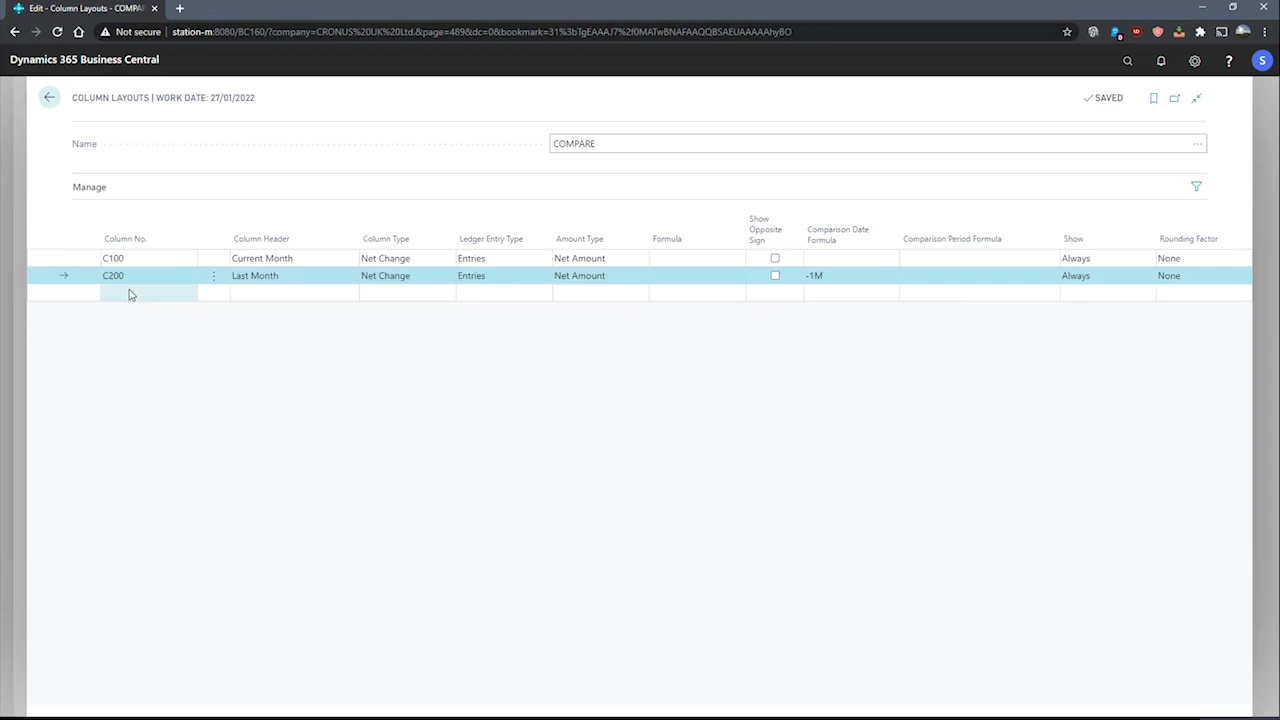 Edit - Column Layouts - COMPAR
Not secure station-m:8080/BC160/?company=CRONUS%20UK%20Ltd.&page=489&dc=0&bookmark=31%3bTgEAAAJ7%2f0MATwBNAFAAQQBSAEUAAAAAhyBO
Dynamics 365 Business Central ? S
COLUMN LAYOUTS | WORK DATE: 27/01/2022 SAVED
Name COMPARE
Manage
Column No. Column Header Column Type Ledger Entry Type Amount Type Formula Show Opposite Sign Comparison Date Formula Comparison Period Formula Show Rounding Factor
C100 Current Month Net Change Entries Net Amount Always None
C200 Last Month Net Change Entries Net Amount -1M Always None